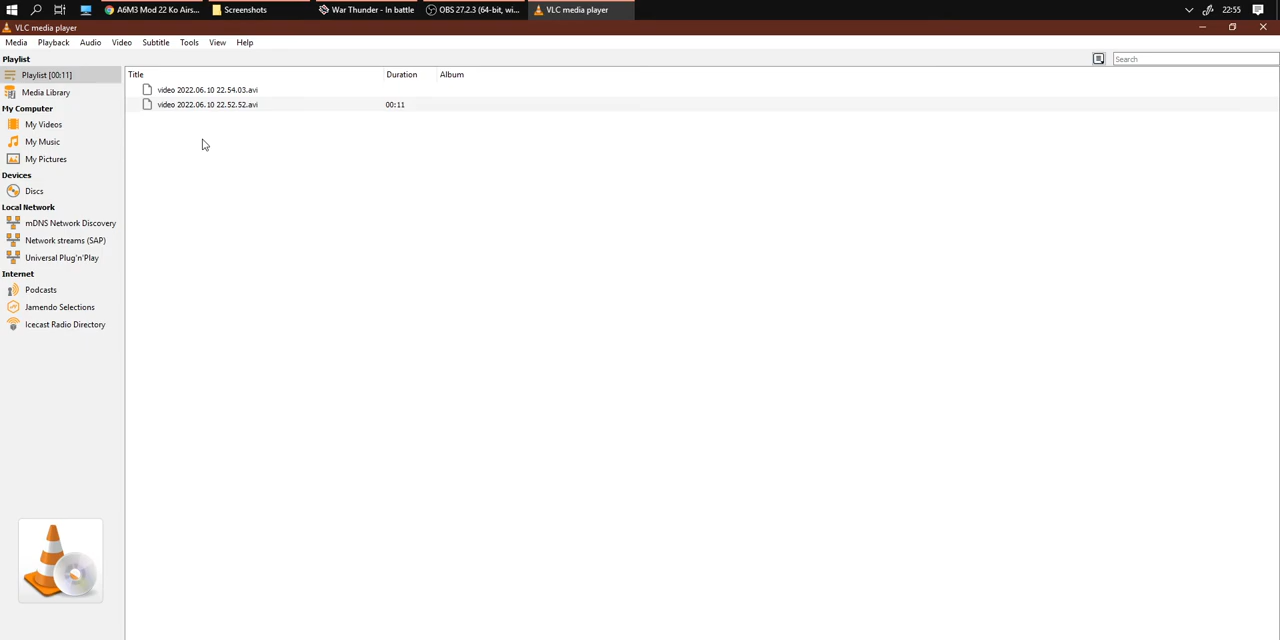 A6M3 Mod 22 Ko Airs... Screenshots War Thunder - In battle OBS 27.2.3 (64-bit, wi... VLC media player 22:55
VLC media player
Media Playback Audio Video Subtitle Tools View Help
Playlist
Search
Playlist [00:11]
Media Library
My Computer
My Videos
My Music
My Pictures
Devices
Discs
Local Network
mDNS Network Discovery
Network streams (SAP)
Universal Plug'n'Play
Internet
Podcasts
Jamendo Selections
Icecast Radio Directory
Title Duration Album
video 2022.06.10 22.54.03.avi
video 2022.06.10 22.52.52.avi 00:11